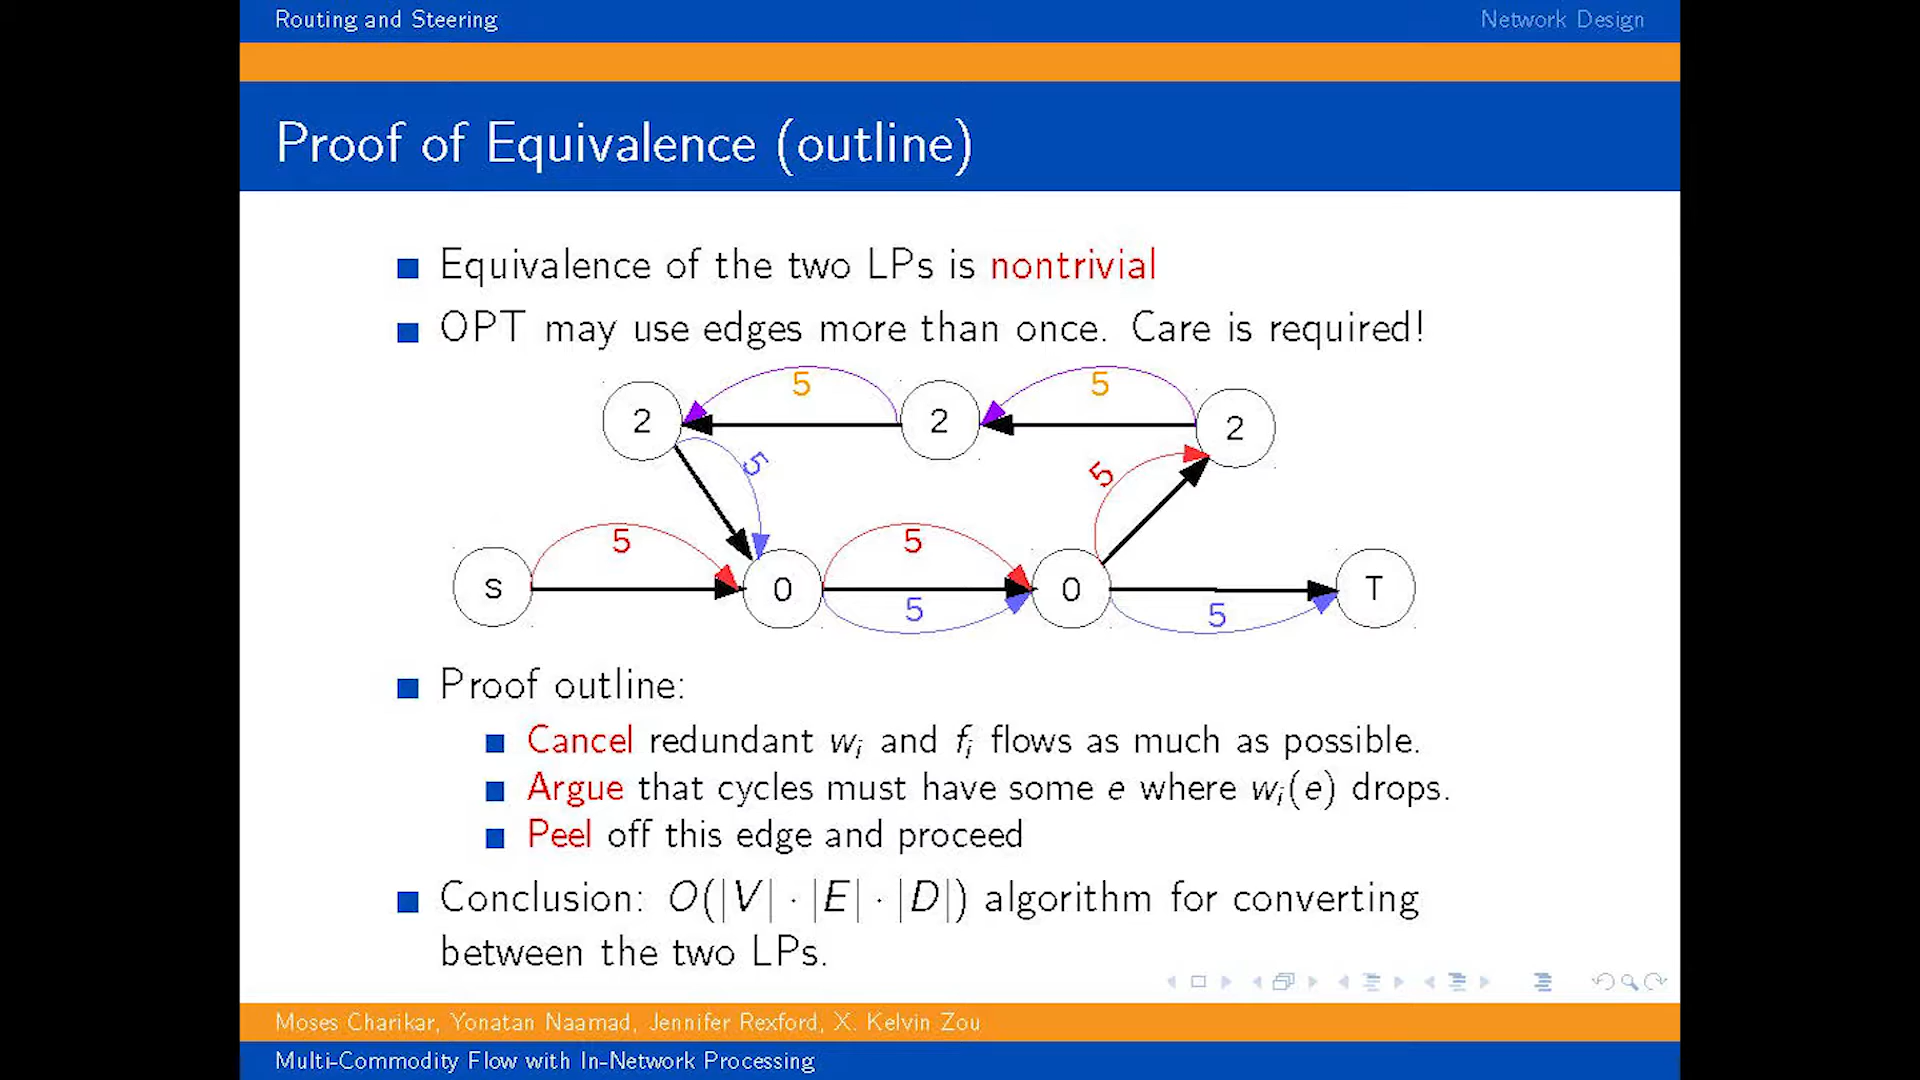 Routing and Steering
Network Design
Proof of Equivalence (outline)
Equivalence of the two LPs is nontrivial
OPT may use edges more than once. Care is required!
5 5
2 2 2
5 5
5 5
S 0 0 T
5 5
Proof outline:
Cancel redundant wᵢ and fᵢ flows as much as possible.
Argue that cycles must have some e where wᵢ(e) drops.
Peel off this edge and proceed
Conclusion: O(|V| · |E| · |D|) algorithm for converting
between the two LPs.
Moses Charikar, Yonatan Naamad, Jennifer Rexford, X. Kelvin Zou
Multi-Commodity Flow with In-Network Processing